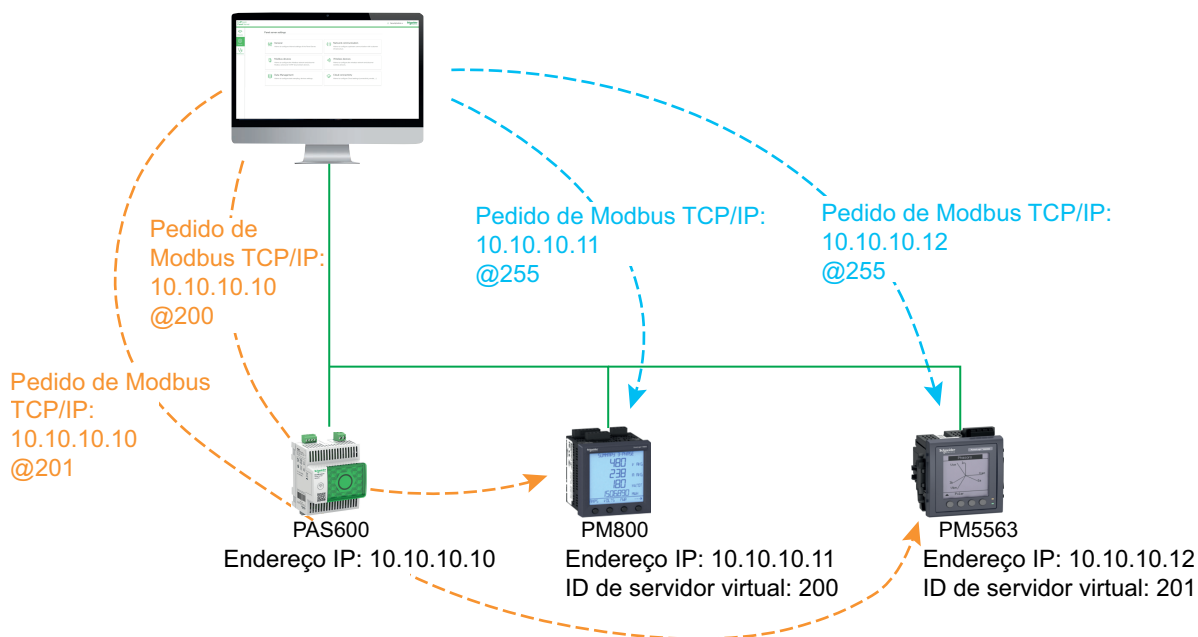 Pedido de
Modbus TCP/IP:
10.10.10.10
@200
Pedido de Modbus TCP/IP:
10.10.10.11
@255
Pedido de Modbus TCP/IP:
10.10.10.12
@255
Pedido de Modbus
TCP/IP:
10.10.10.10
@201
PAS600
Endereço IP: 10.10.10.10
PM800
Endereço IP: 10.10.10.11
ID de servidor virtual: 200
PM5563
Endereço IP: 10.10.10.12
ID de servidor virtual: 201